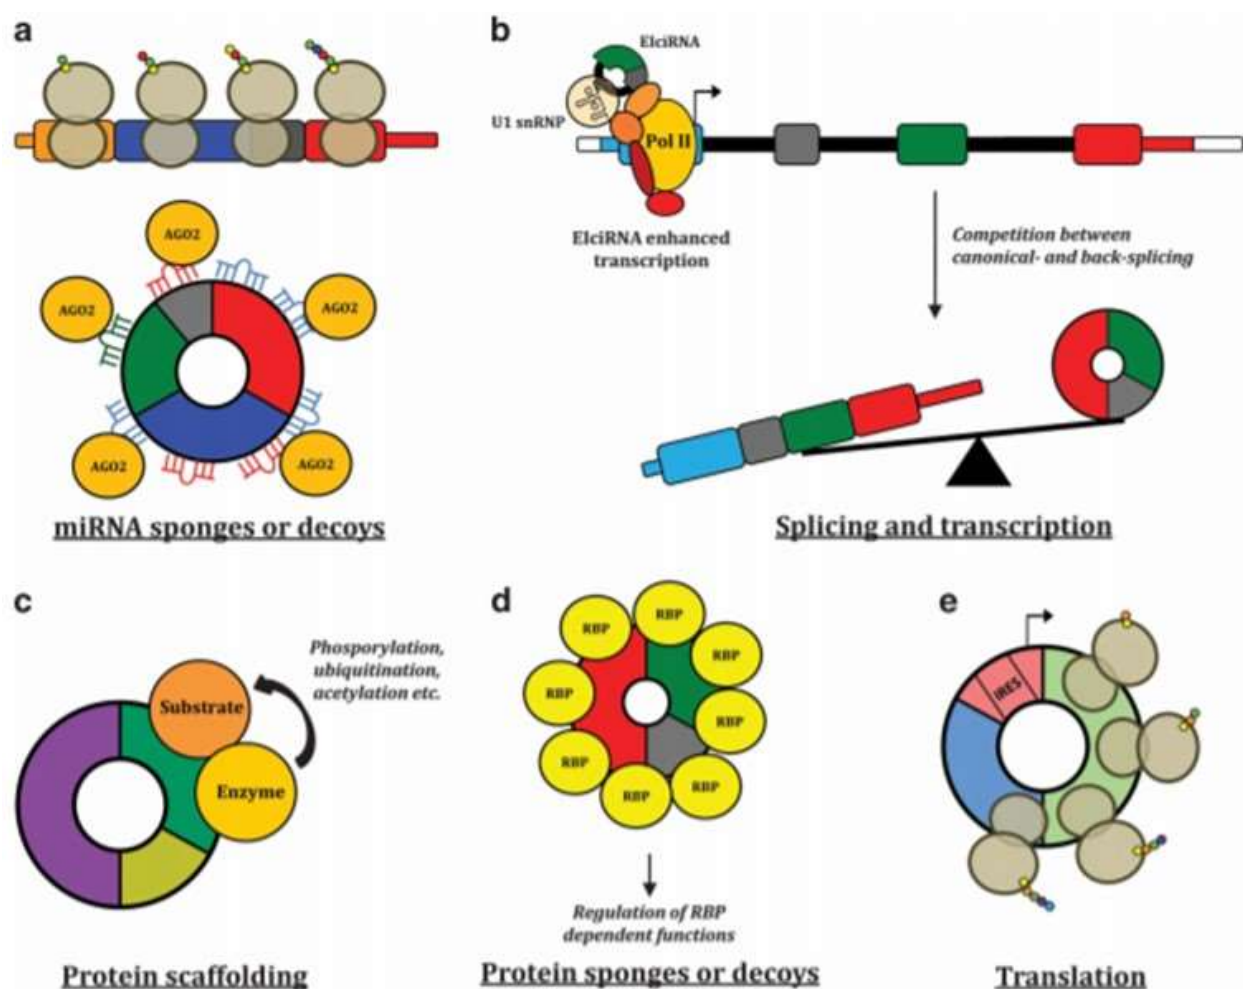 a
AGO2
AGO2
AGO2
AGO2
AGO2
miRNA sponges or decoys
b
ElciRNA
U1 snRNP
Pol II
ElciRNA enhanced
transcription
Competition between
canonical- and back-splicing
Splicing and transcription
c
Phosporylation,
ubiquitination,
acetylation etc.
Substrate
Enzyme
Protein scaffolding
d
RBP
RBP
RBP
RBP
RBP
RBP
RBP
RBP
Regulation of RBP
dependent functions
Protein sponges or decoys
e
IRES
Translation